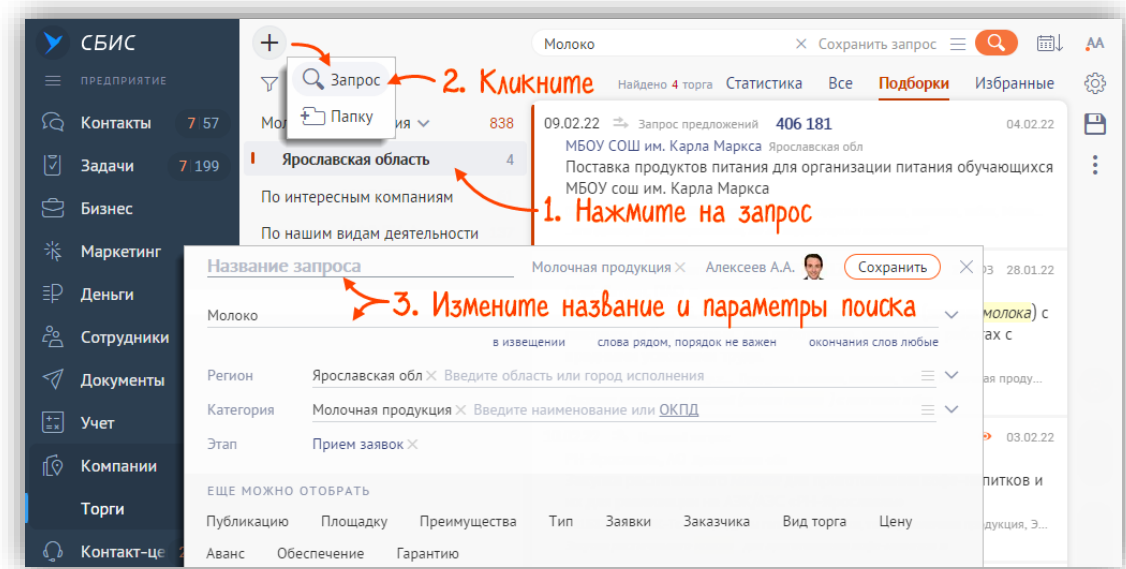 СБИС
Молоко × Сохранить запрос
AA
ПРЕДПРИЯТИЕ
Запрос
2. Кликните
Найдено 4 торга Статистика Все Подборки Избранные
Папку
Контакты 7 57
838
09.02.22 Запрос предложений 406 181 04.02.22
МБОУ СОШ им. Карла Маркса Ярославская обл
Задачи 7 199
Ярославская область 4
Поставка продуктов питания для организации питания обучающихся
МБОУ сош им. Карла Маркса
По интересным компаниям
Бизнес
1. Нажмите на запрос
По нашим видам деятельности
Маркетинг
Название запроса
Молочная продукция × Алексеев А.А. Сохранить ×
28.01.22
Деньги
3. Измените название и параметры поиска
Молоко
молока) с
Сотрудники
в извещении слова рядом, порядок не важен окончания слов любые
Документы
Регион Ярославская обл × Введите область или город исполнения
Категория Молочная продукция × Введите наименование или ОКПД
Учет
Этап Прием заявок ×
03.02.22
Компании
ЕЩЕ МОЖНО ОТОБРАТЬ
Торги
Публикацию Площадку Преимущества Тип Заявки Заказчика Вид торга Цену
Контакт-це
Аванс Обеспечение Гарантию